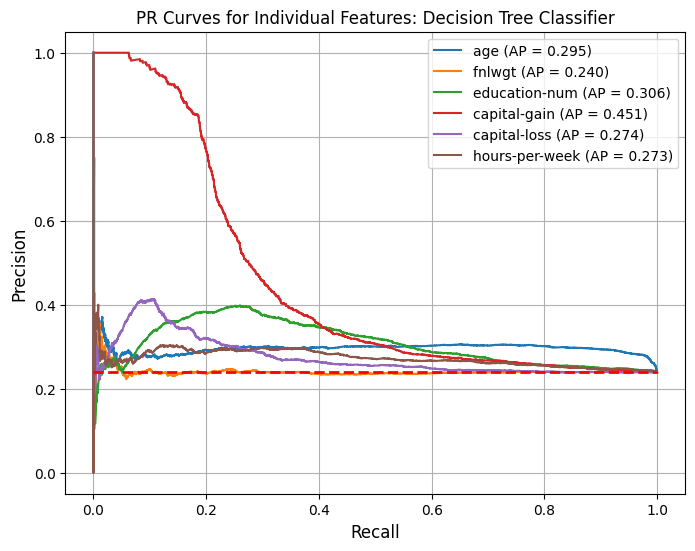 PR Curves for Individual Features: Decision Tree Classifier
age (AP = 0.295)
fnlwgt (AP = 0.240)
education-num (AP = 0.306)
capital-gain (AP = 0.451)
capital-loss (AP = 0.274)
hours-per-week (AP = 0.273)
Precision
1.0
0.8
0.6
0.4
0.2
0.0
0.0 0.2 0.4 0.6 0.8 1.0
Recall